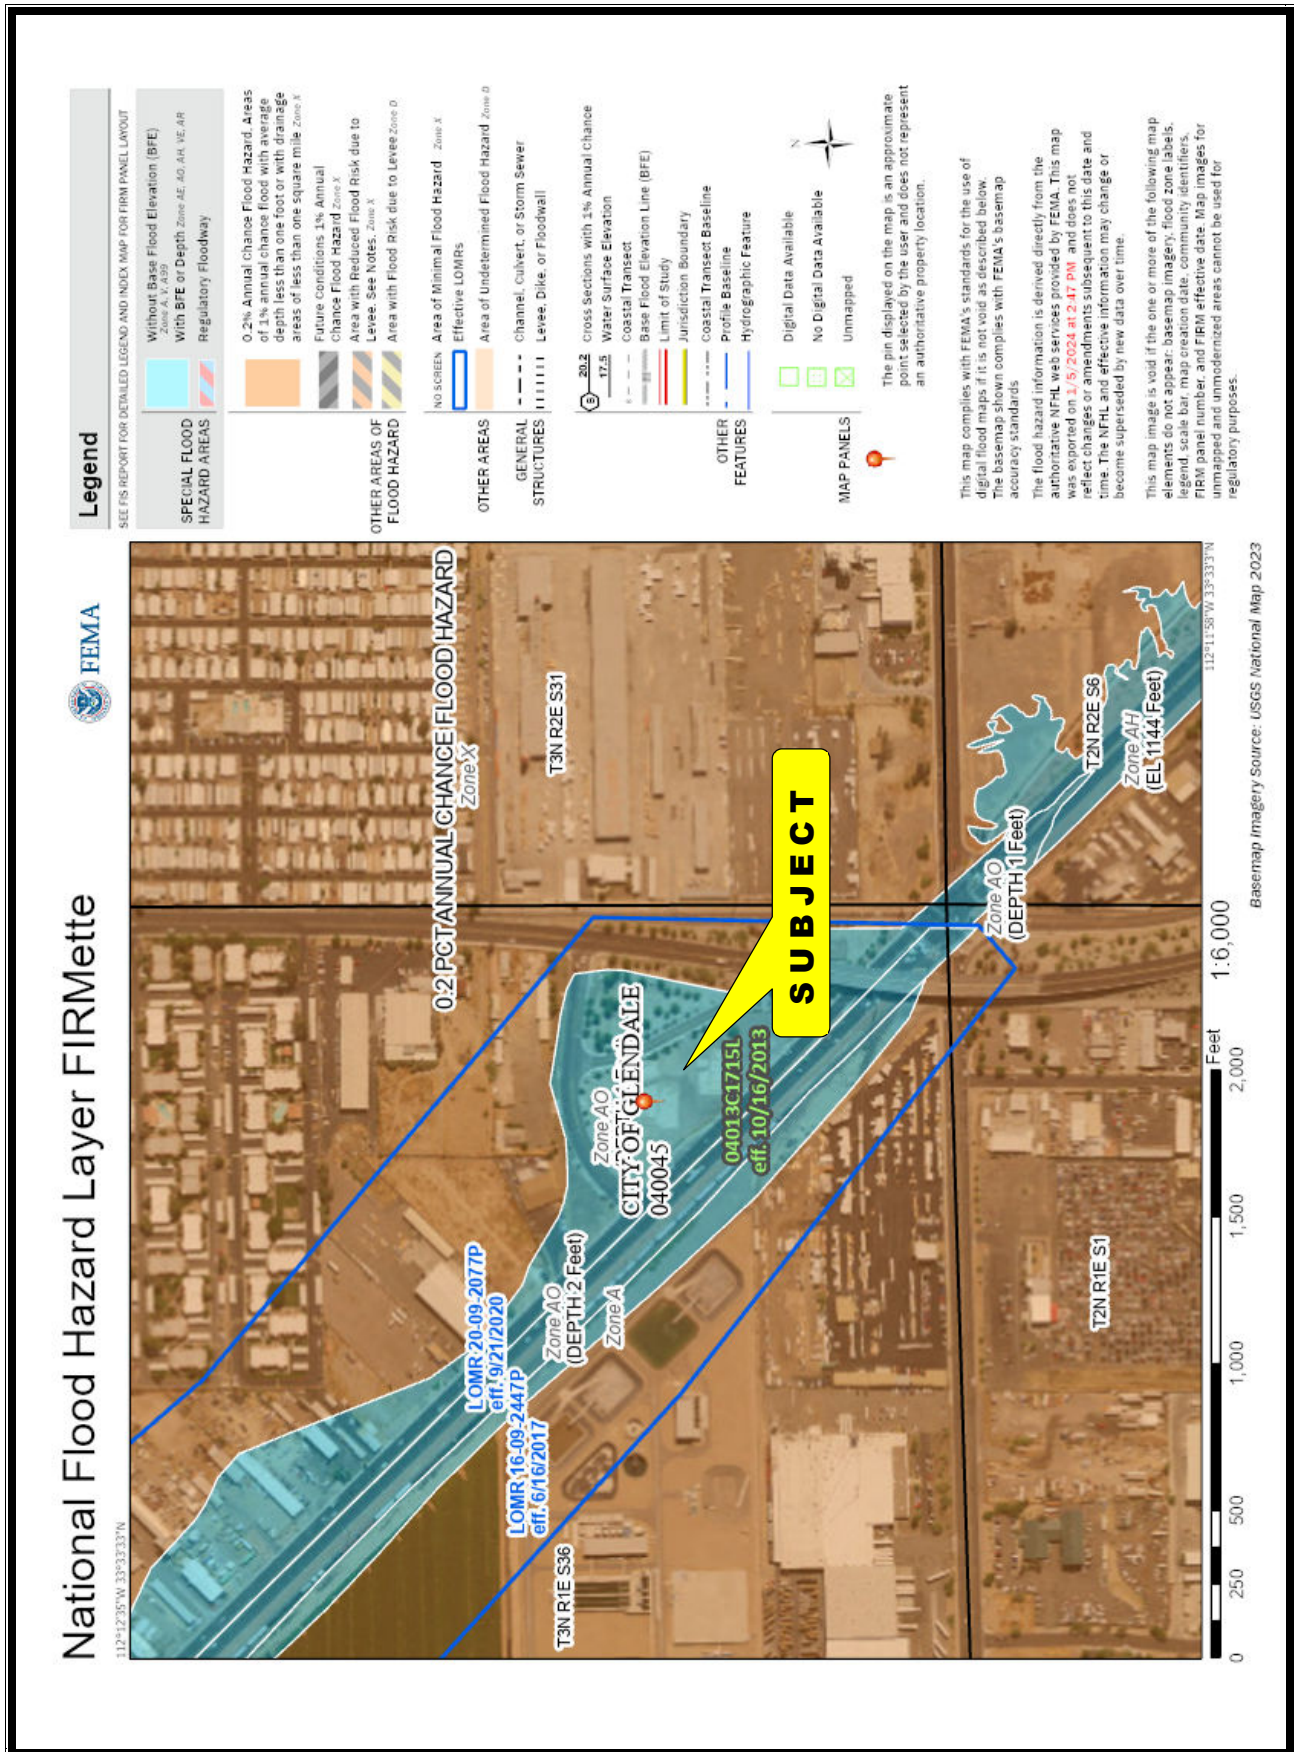 National Flood Hazard Layer FIRMette
FEMA
112°12'35"W 33°33'33"N
0.2 PCT ANNUAL CHANCE FLOOD HAZARD
Zone X
T3N R2E S31
LOMR 20-09-2077P
eff. 9/21/2020
LOMR 16-09-2447P
eff. 6/16/2017
Zone AO
(DEPTH 2 Feet)
Zone A
Zone AO
CITY OF GLENDALE
040045
04013C1715L
eff. 10/16/2013
SUBJECT
T3N R1E S36
T2N R1E S1
Zone AO
(DEPTH 1 Feet)
T2N R2E S6
Zone AH
(EL 1144 Feet)
112°11'58"W 33°33'3"N
0 250 500 1,000 1,500 2,000
Feet
1:6,000
Basemap Imagery Source: USGS National Map 2023
Legend
SEE FIS REPORT FOR DETAILED LEGEND AND INDEX MAP FOR FIRM PANEL LAYOUT
SPECIAL FLOOD
HAZARD AREAS
Without Base Flood Elevation (BFE)
Zone A, V, A99
With BFE or Depth Zone AE, AO, AH, VE, AR
Regulatory Floodway
OTHER AREAS OF
FLOOD HAZARD
0.2% Annual Chance Flood Hazard, Areas
of 1% annual chance flood with average
depth less than one foot or with drainage
areas of less than one square mile Zone X
Future Conditions 1% Annual
Chance Flood Hazard Zone X
Area with Reduced Flood Risk due to
Levee. See Notes. Zone X
Area with Flood Risk due to Levee Zone D
OTHER AREAS
NO SCREEN Area of Minimal Flood Hazard Zone X
Effective LOMRs
Area of Undetermined Flood Hazard Zone D
GENERAL
STRUCTURES
Channel, Culvert, or Storm Sewer
Levee, Dike, or Floodwall
OTHER
FEATURES
B 20.2 Cross Sections with 1% Annual Chance
17.5 Water Surface Elevation
Coastal Transect
Base Flood Elevation Line (BFE)
Limit of Study
Jurisdiction Boundary
Coastal Transect Baseline
Profile Baseline
Hydrographic Feature
MAP PANELS
Digital Data Available
No Digital Data Available
Unmapped
N
The pin displayed on the map is an approximate
point selected by the user and does not represent
an authoritative property location.
This map complies with FEMA's standards for the use of
digital flood maps if it is not void as described below.
The basemap shown complies with FEMA's basemap
accuracy standards
The flood hazard information is derived directly from the
authoritative NFHL web services provided by FEMA. This map
was exported on 1/5/2024 at 2:47 PM and does not
reflect changes or amendments subsequent to this date and
time. The NFHL and effective information may change or
become superseded by new data over time.
This map image is void if the one or more of the following map
elements do not appear: basemap imagery, flood zone labels,
legend, scale bar, map creation date, community identifiers,
FIRM panel number, and FIRM effective date. Map images for
unmapped and unmodernized areas cannot be used for
regulatory purposes.